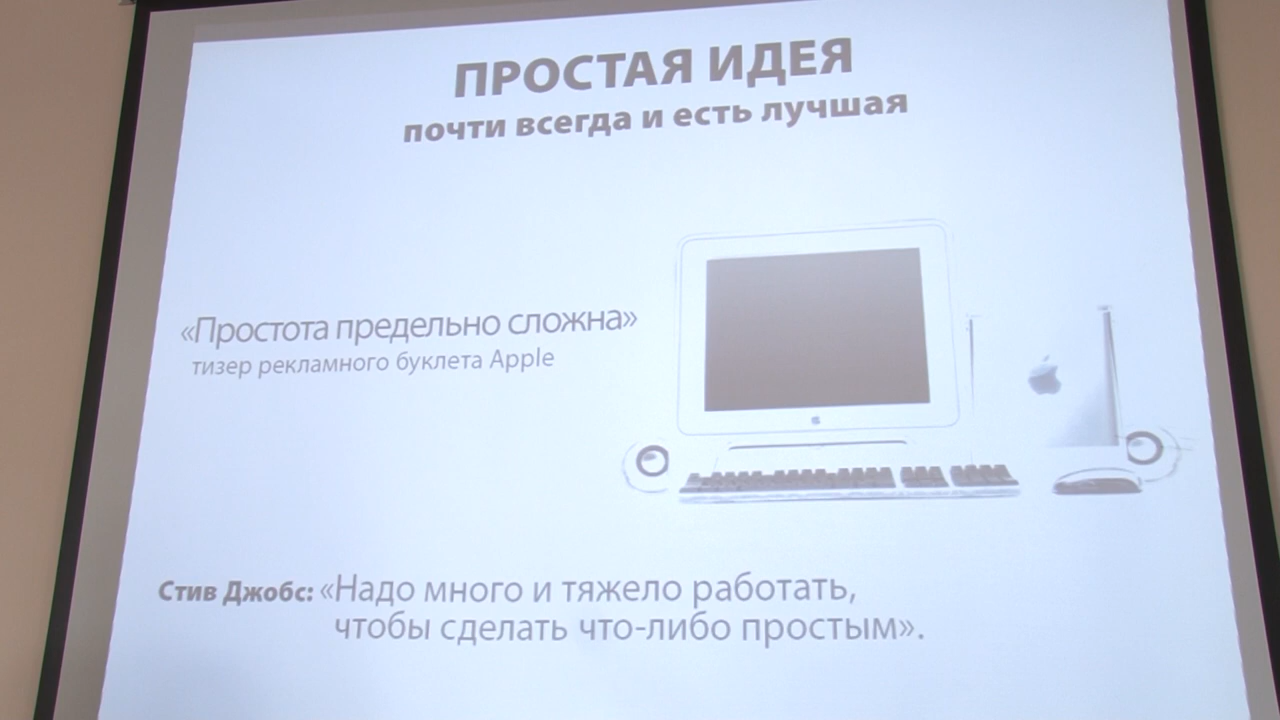 ПРОСТАЯ ИДЕЯ
почти всегда и есть лучшая
«Простота предельно сложна»
тизер рекламного буклета Apple
Стив Джобс: «Надо много и тяжело работать,
чтобы сделать что-либо простым».